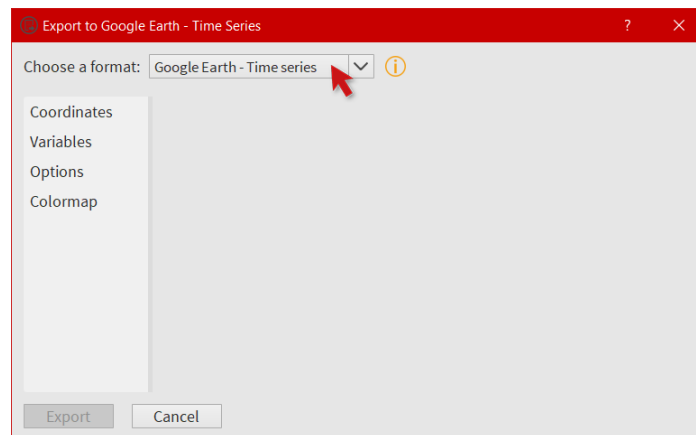 Export to Google Earth - Time Series
?
Choose a format: Google Earth - Time series
Coordinates
Variables
Options
Colormap
Export Cancel